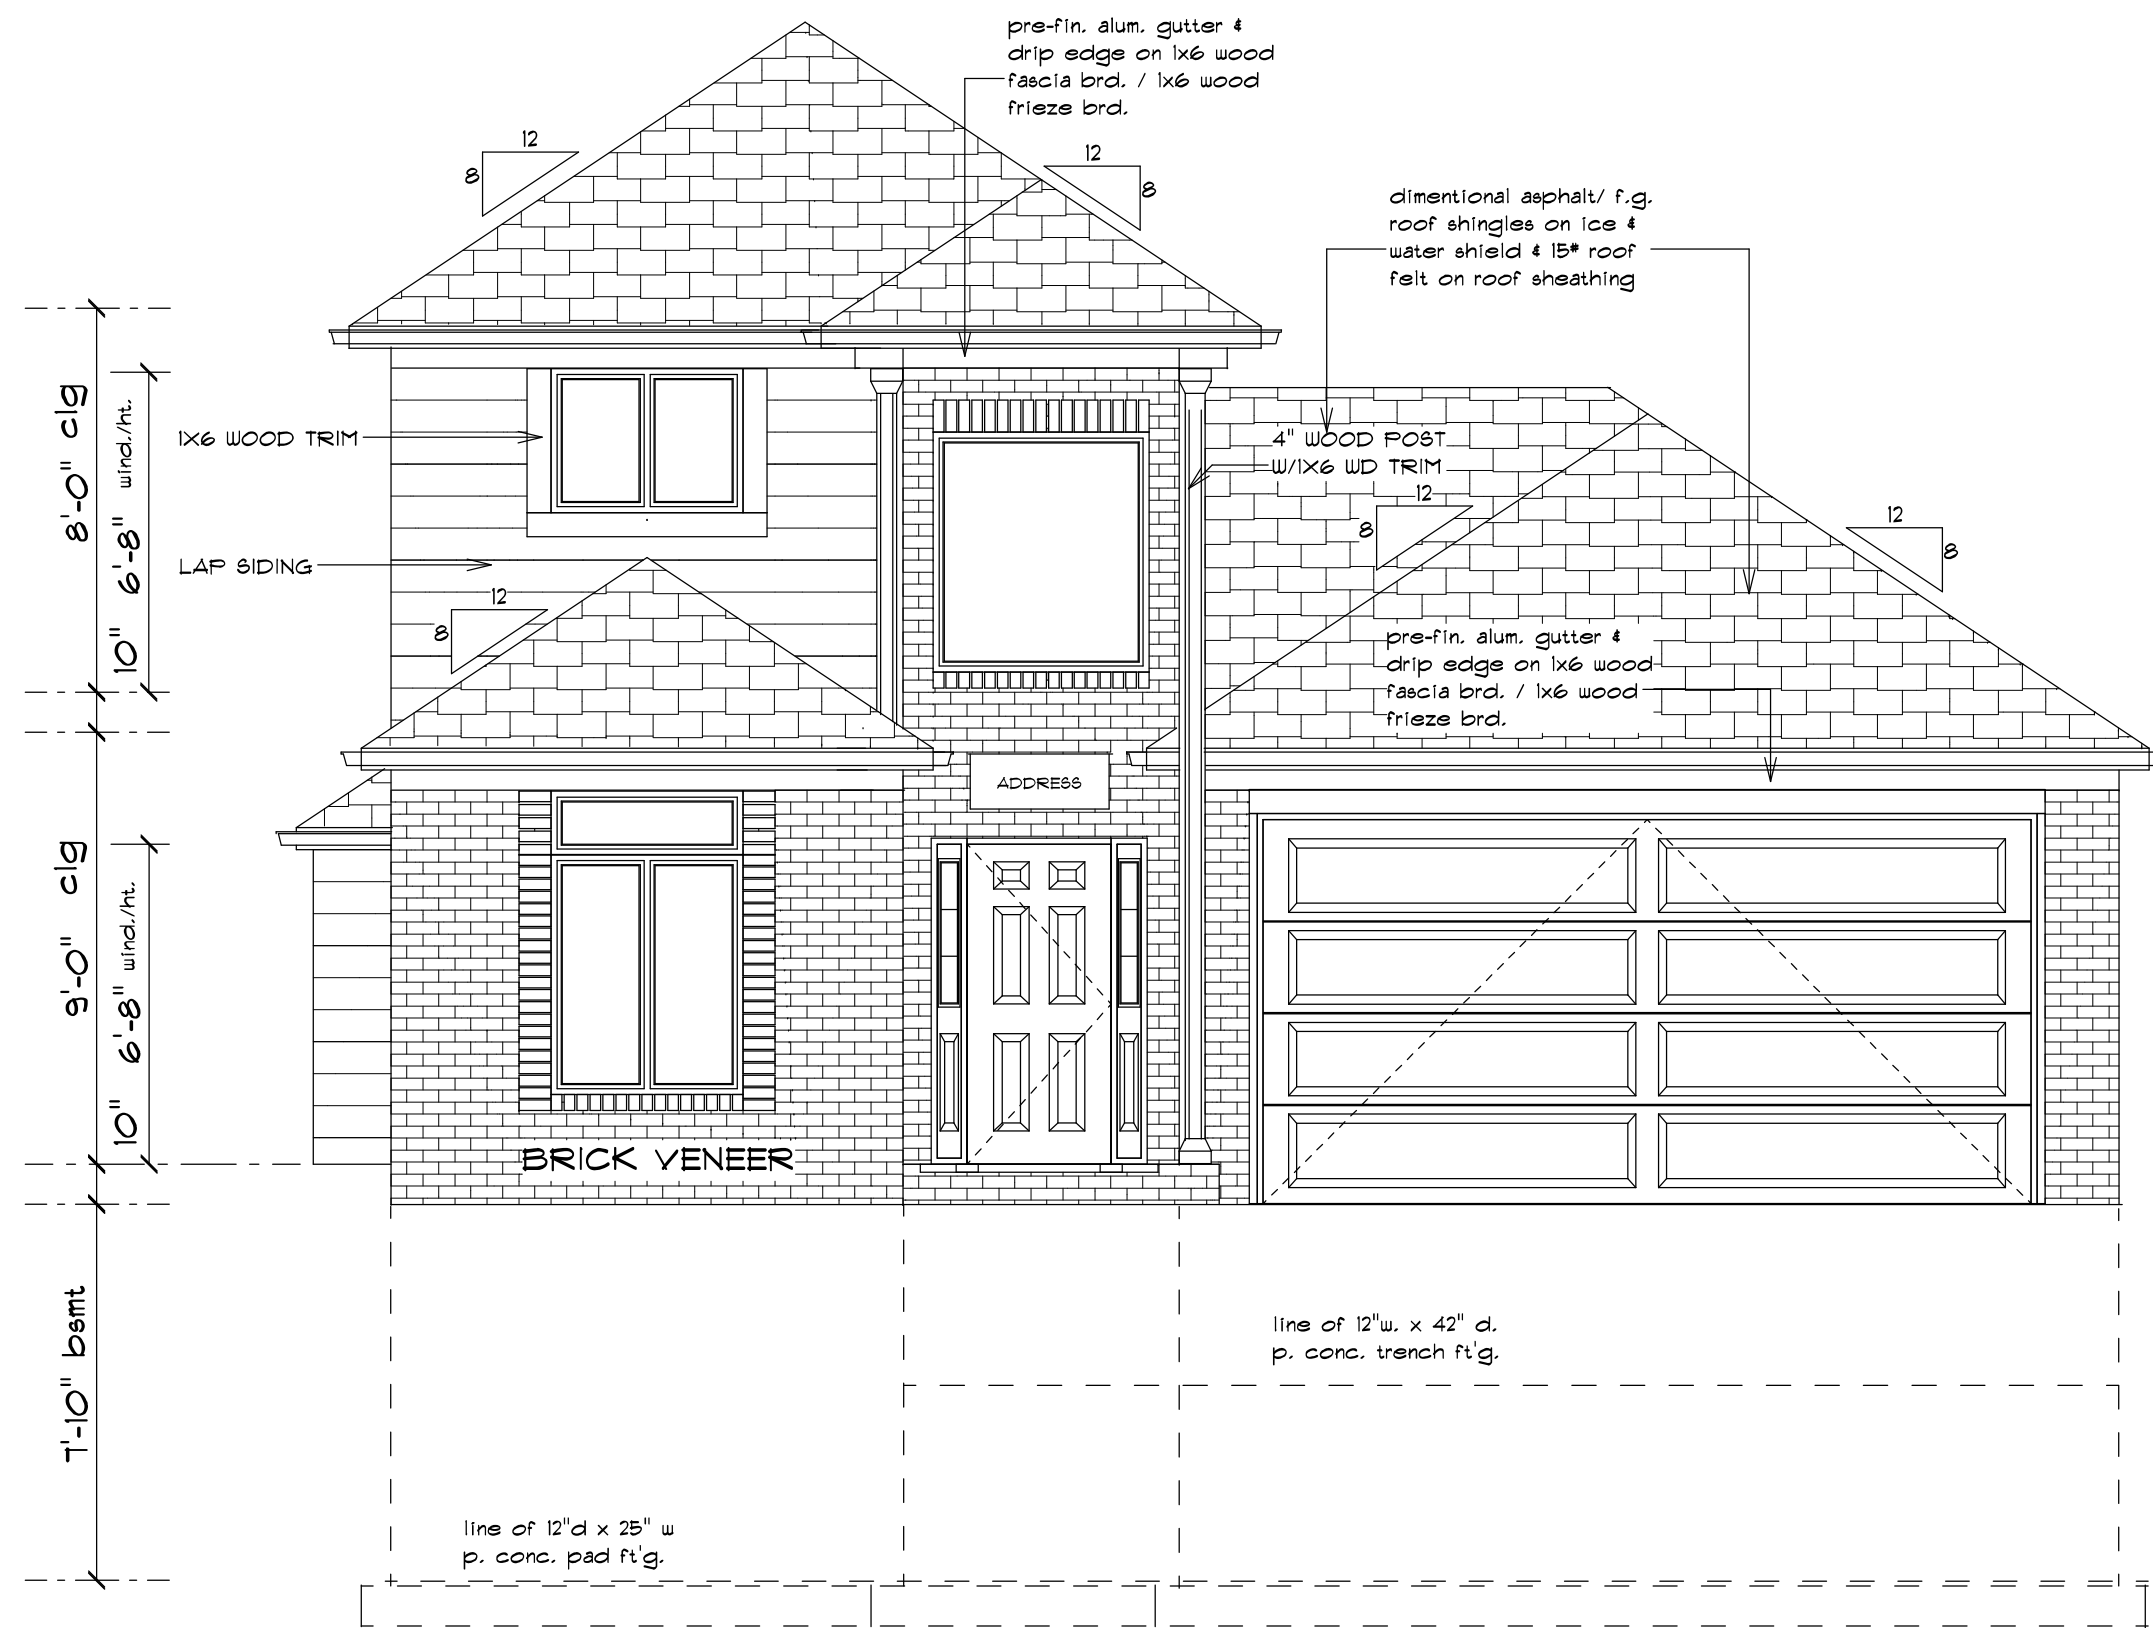 pre-fin. alum. gutter &
drip edge on 1x6 wood
fascia brd. / 1x6 wood
frieze brd.
12
8
12
8
dimentional asphalt/ f.g.
roof shingles on ice &
water shield & 15# roof
felt on roof sheathing
8'-0" clg
10" 6'-8" wind./ht.
1X6 WOOD TRIM
4" WOOD POST
W/1X6 WD TRIM
12
8
12
8
LAP SIDING
12
8
pre-fin. alum. gutter &
drip edge on 1x6 wood
fascia brd. / 1x6 wood
frieze brd.
ADDRESS
9'-0" clg
10" 6'-8" wind./ht.
BRICK VENEER
7'-10" bsmt
line of 12"w. x 42" d.
p. conc. trench ft'g.
line of 12"d x 25" w
p. conc. pad ft'g.